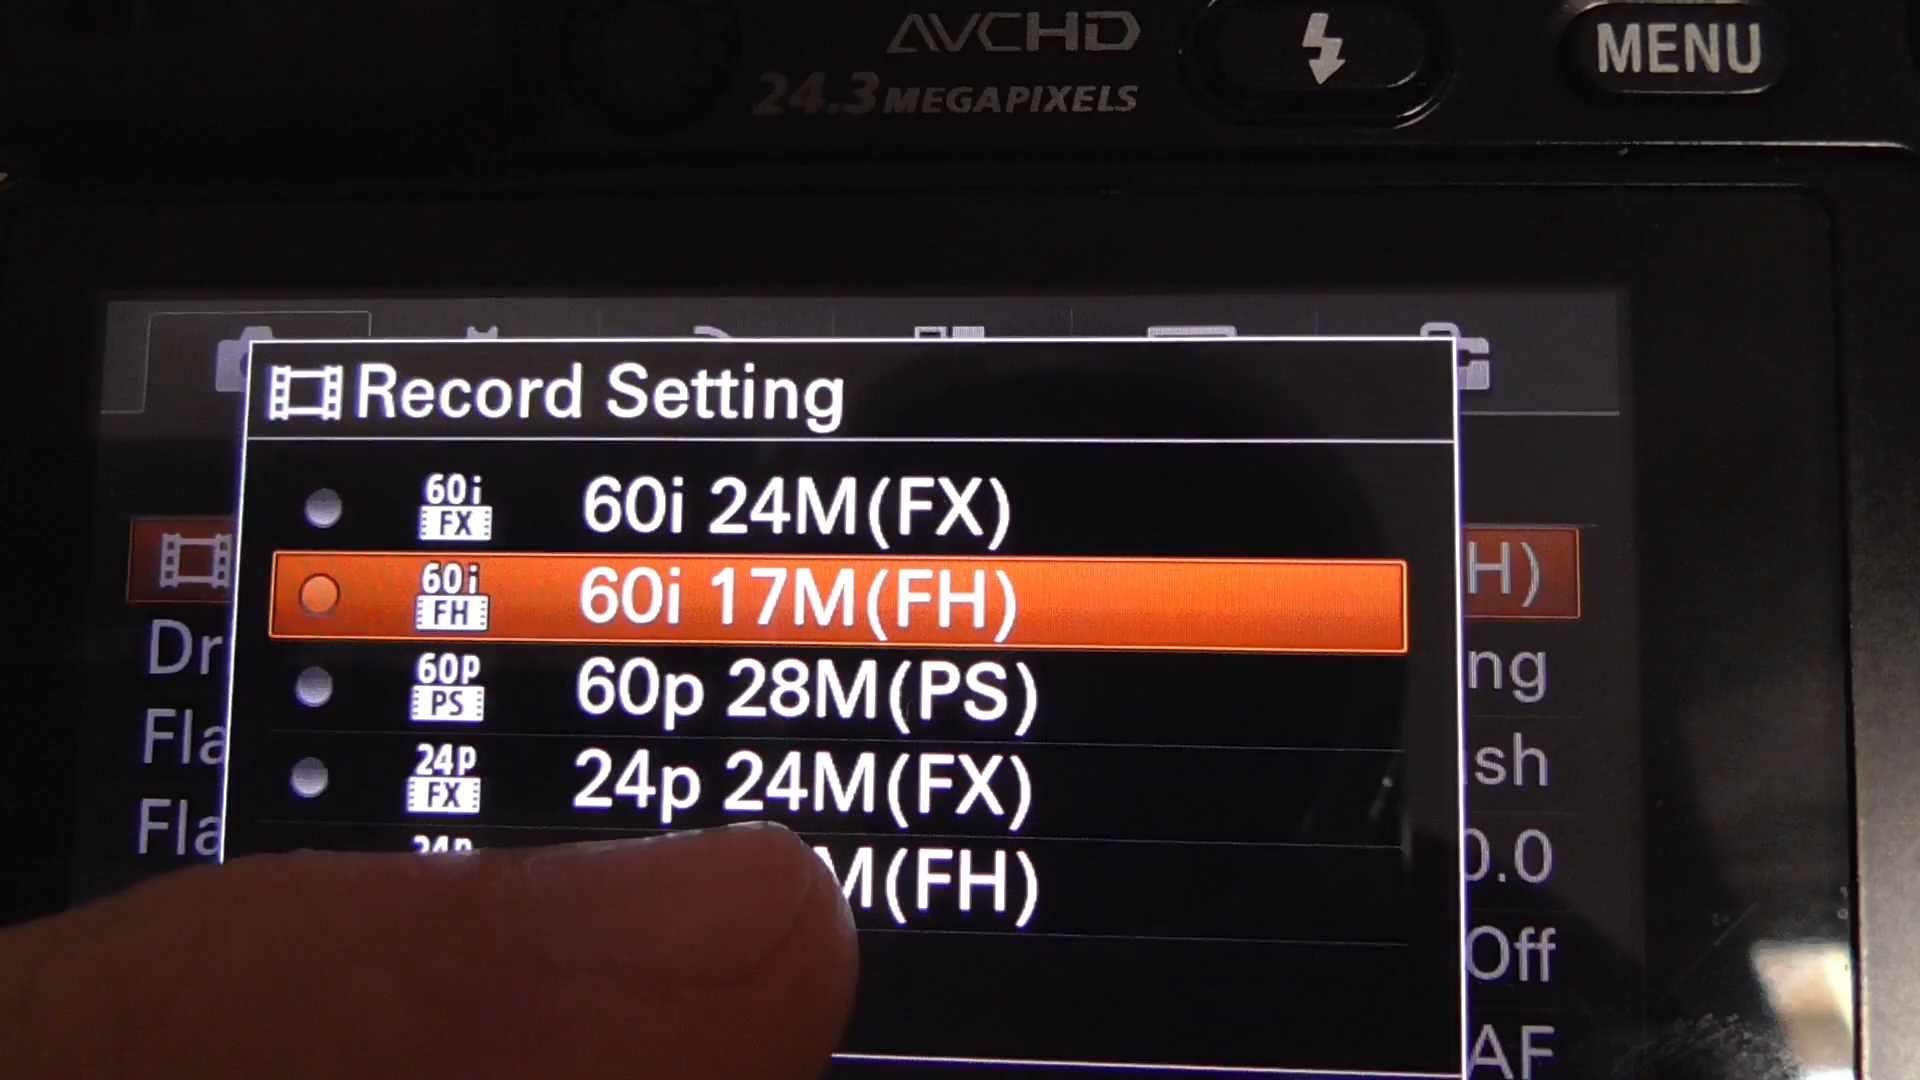 AVCHD
24.3 MEGAPIXELS
MENU
Record Setting
60i FX 60i 24M(FX)
60i FH 60i 17M(FH)
60p PS 60p 28M(PS)
24p FX 24p 24M(FX)
24p M(FH)
H)
Dr ng
Fla sh
Fla 0.0
Off
AF